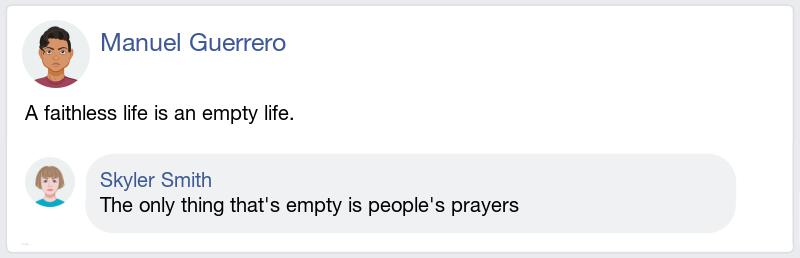 Manuel Guerrero
A faithless life is an empty life.
Skyler Smith
The only thing that's empty is people's prayers